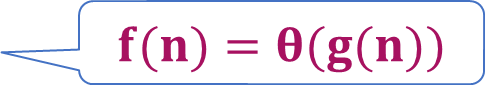 f(n) = θ(g(n))